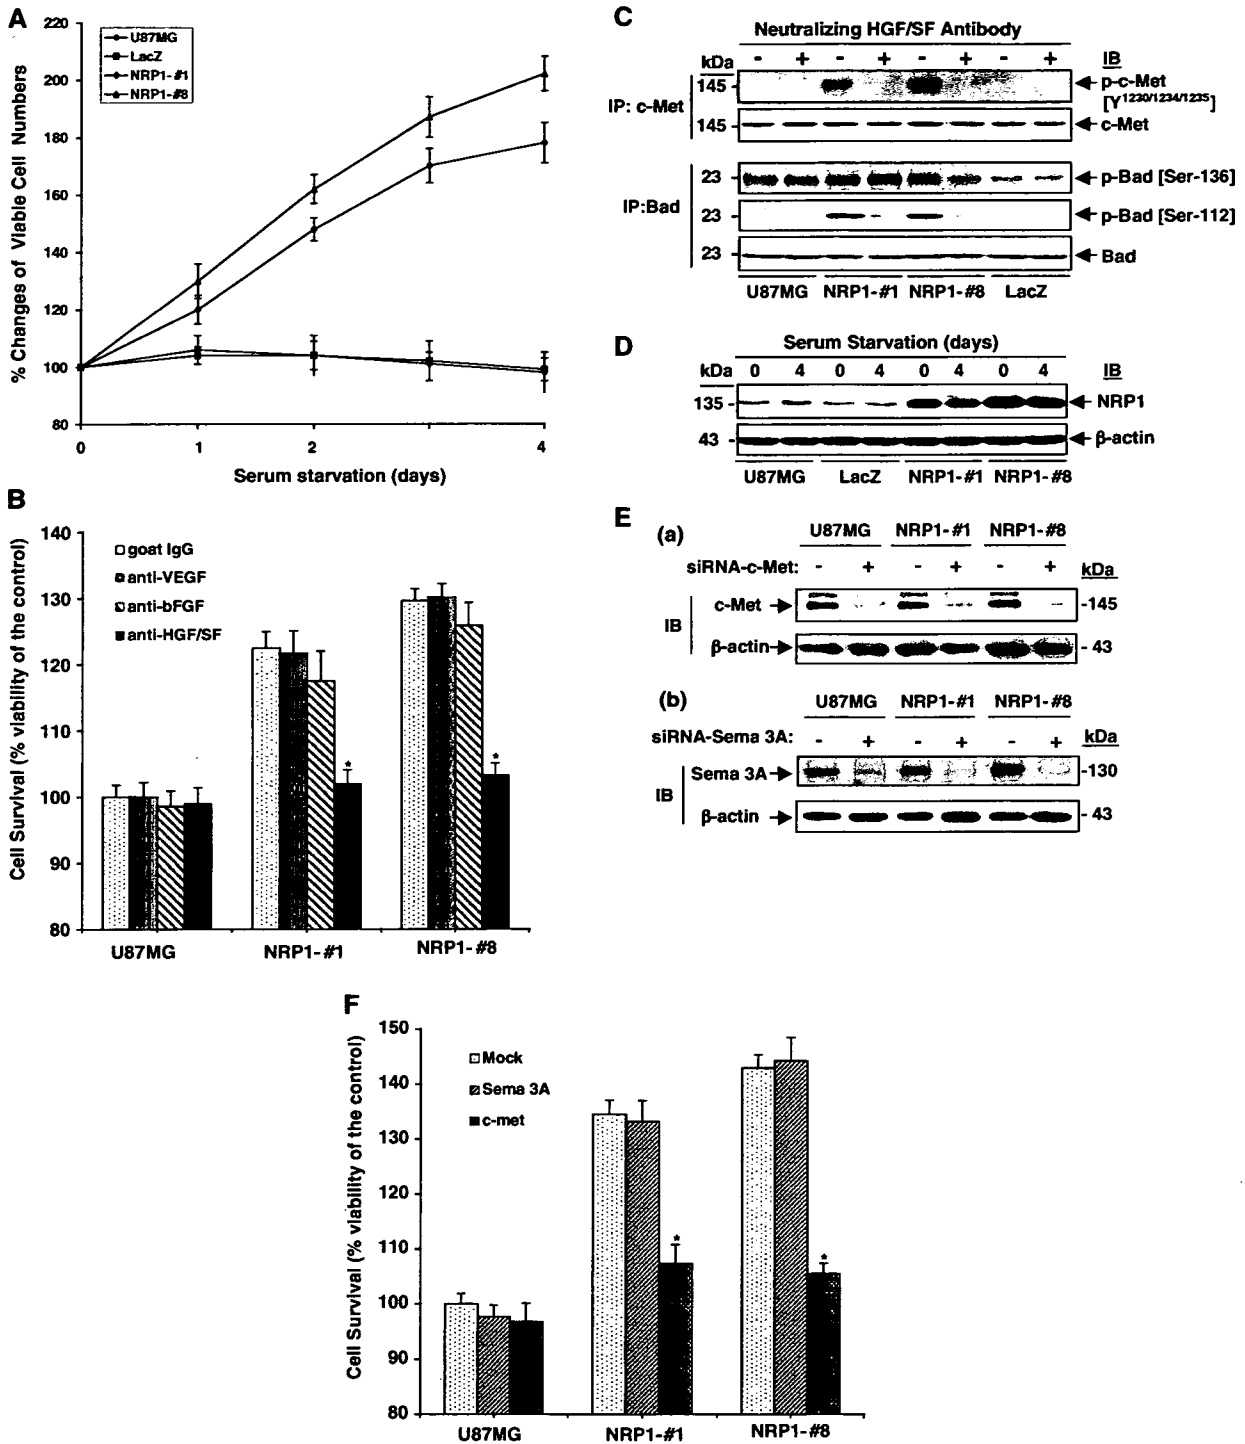 A
220
200
180
160
140
120
100
80
% Changes of Viable Cell Numbers
U87MG
LacZ
NRP1-#1
NRP1-#8
0
1
2
3
4
Serum starvation (days)
B
140
130
120
110
100
90
80
Cell Survival (% viability of the control)
goat IgG
anti-VEGF
anti-bFGF
anti-HGF/SF
*
*
U87MG
NRP1-#1
NRP1-#8
C
Neutralizing HGF/SF Antibody
kDa - + - + - + - + IB
IP: c-Met
145 p-c-Met
[Y1230/1234/1235]
145 c-Met
IP:Bad
23 p-Bad [Ser-136]
23 p-Bad [Ser-112]
23 Bad
U87MG NRP1-#1 NRP1-#8 LacZ
D
Serum Starvation (days)
kDa 0 4 0 4 0 4 0 4 IB
135 NRP1
43 β-actin
U87MG LacZ NRP1-#1 NRP1-#8
E
(a)
U87MG NRP1-#1 NRP1-#8
siRNA-c-Met: - + - + - + kDa
IB
c-Met -145
β-actin - 43
(b)
U87MG NRP1-#1 NRP1-#8
siRNA-Sema 3A: - + - + - + kDa
IB
Sema 3A -130
β-actin - 43
F
150
140
130
120
110
100
90
80
Cell Survival (% viability of the control)
Mock
Sema 3A
c-met
*
*
U87MG
NRP1-#1
NRP1-#8